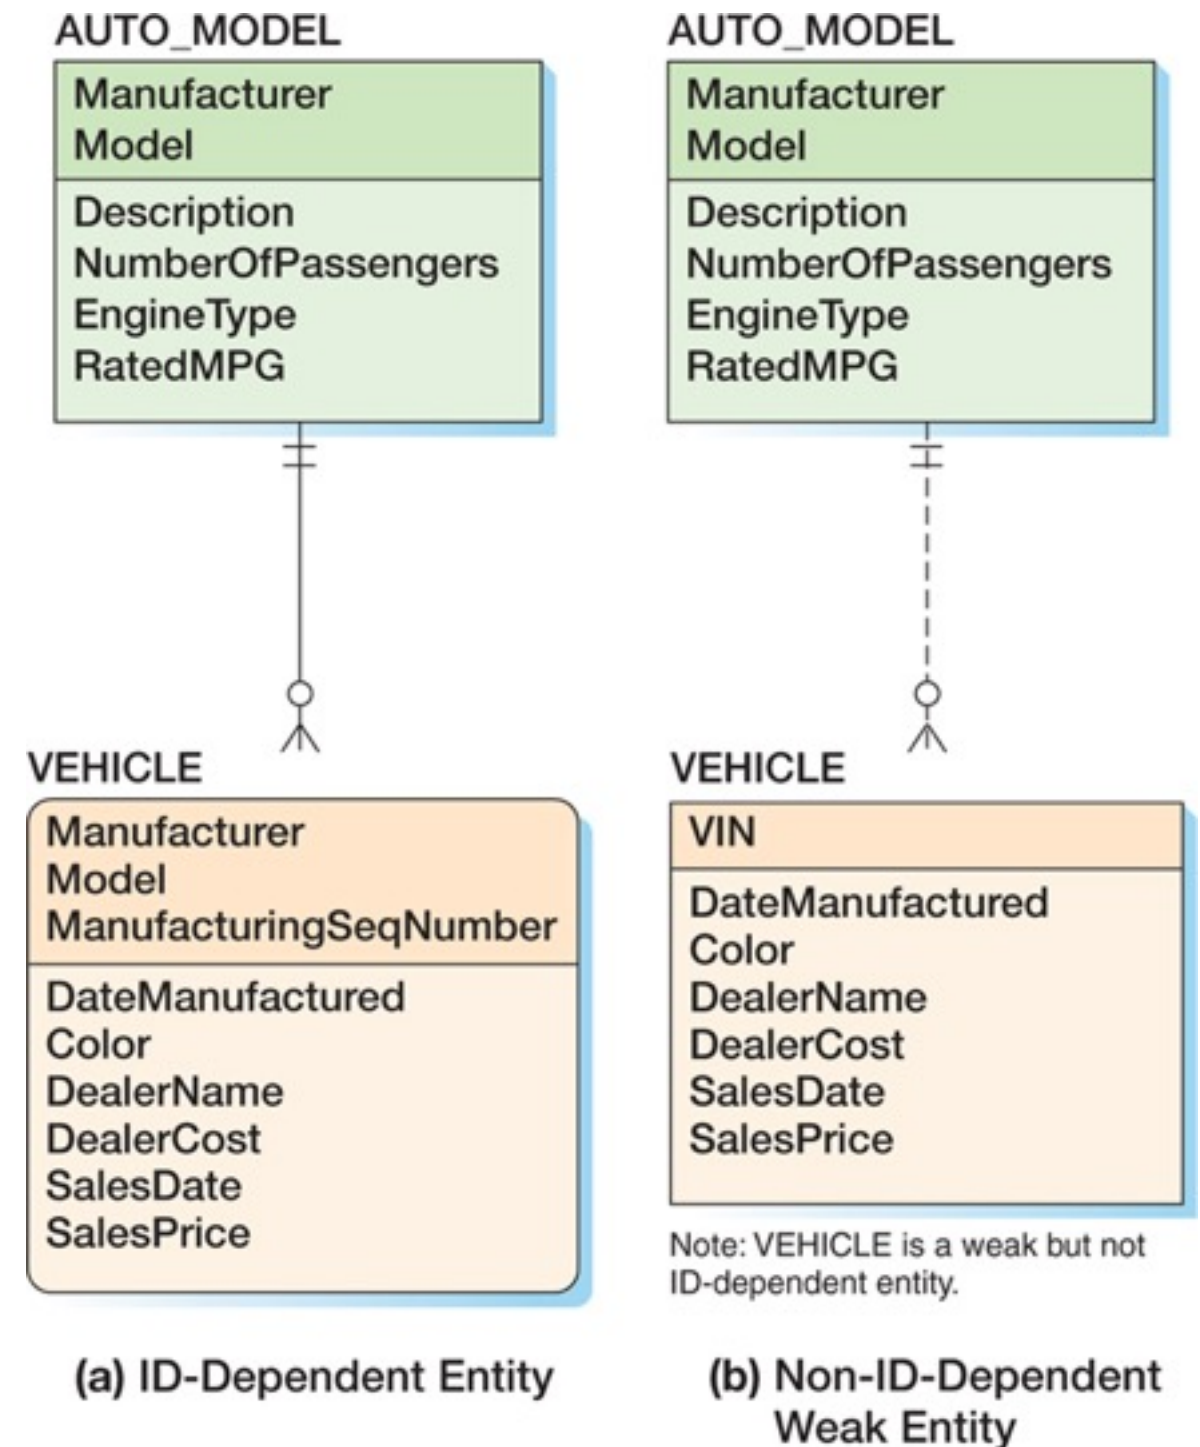 AUTO_MODEL
Manufacturer
Model
Description
NumberOfPassengers
EngineType
RatedMPG
VEHICLE
Manufacturer
Model
ManufacturingSeqNumber
DateManufactured
Color
DealerName
DealerCost
SalesDate
SalesPrice
(a) ID-Dependent Entity
AUTO_MODEL
Manufacturer
Model
Description
NumberOfPassengers
EngineType
RatedMPG
VEHICLE
VIN
DateManufactured
Color
DealerName
DealerCost
SalesDate
SalesPrice
Note: VEHICLE is a weak but not
ID-dependent entity.
(b) Non-ID-Dependent
Weak Entity